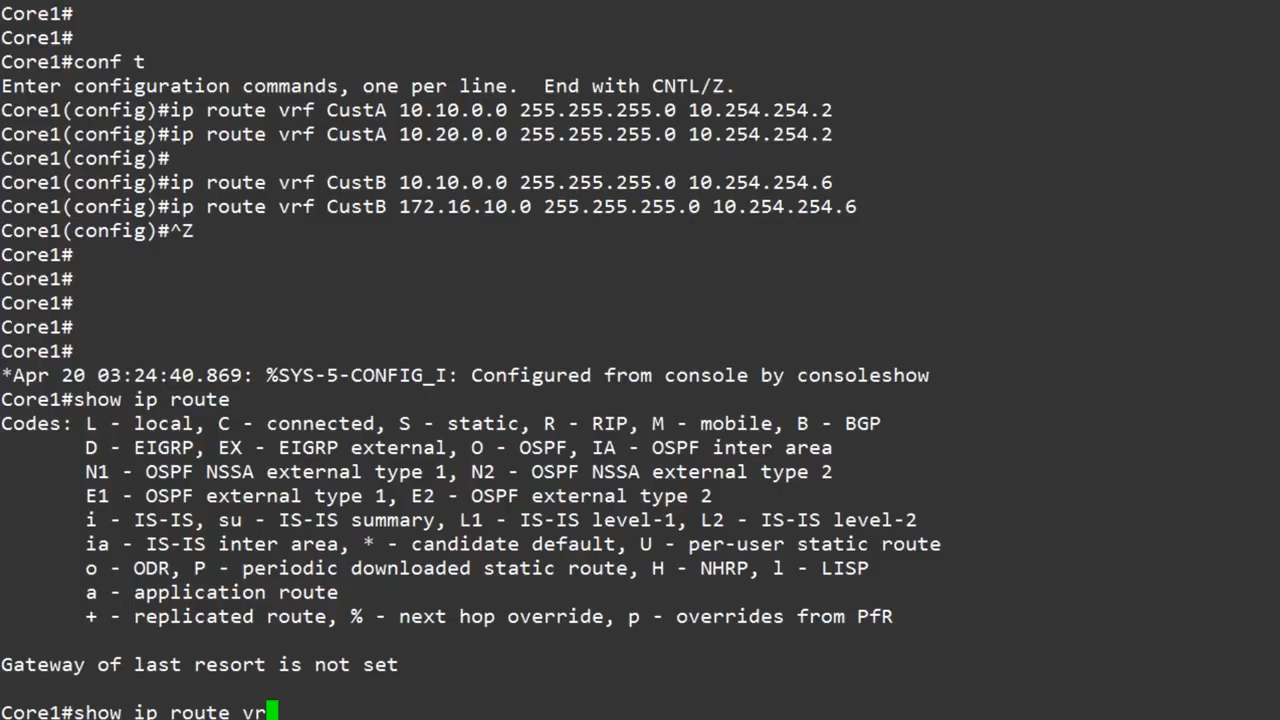 Core1#
Core1#
Core1#conf t
Enter configuration commands, one per line.  End with CNTL/Z.
Core1(config)#ip route vrf CustA 10.10.0.0 255.255.255.0 10.254.254.2
Core1(config)#ip route vrf CustA 10.20.0.0 255.255.255.0 10.254.254.2
Core1(config)#
Core1(config)#ip route vrf CustB 10.10.0.0 255.255.255.0 10.254.254.6
Core1(config)#ip route vrf CustB 172.16.10.0 255.255.255.0 10.254.254.6
Core1(config)#^Z
Core1#
Core1#
Core1#
Core1#
Core1#
*Apr 20 03:24:40.869: %SYS-5-CONFIG_I: Configured from console by consoleshow
Core1#show ip route
Codes: L - local, C - connected, S - static, R - RIP, M - mobile, B - BGP
       D - EIGRP, EX - EIGRP external, O - OSPF, IA - OSPF inter area
       N1 - OSPF NSSA external type 1, N2 - OSPF NSSA external type 2
       E1 - OSPF external type 1, E2 - OSPF external type 2
       i - IS-IS, su - IS-IS summary, L1 - IS-IS level-1, L2 - IS-IS level-2
       ia - IS-IS inter area, * - candidate default, U - per-user static route
       o - ODR, P - periodic downloaded static route, H - NHRP, l - LISP
       a - application route
       + - replicated route, % - next hop override, p - overrides from PfR
Gateway of last resort is not set
Core1#show ip route vr